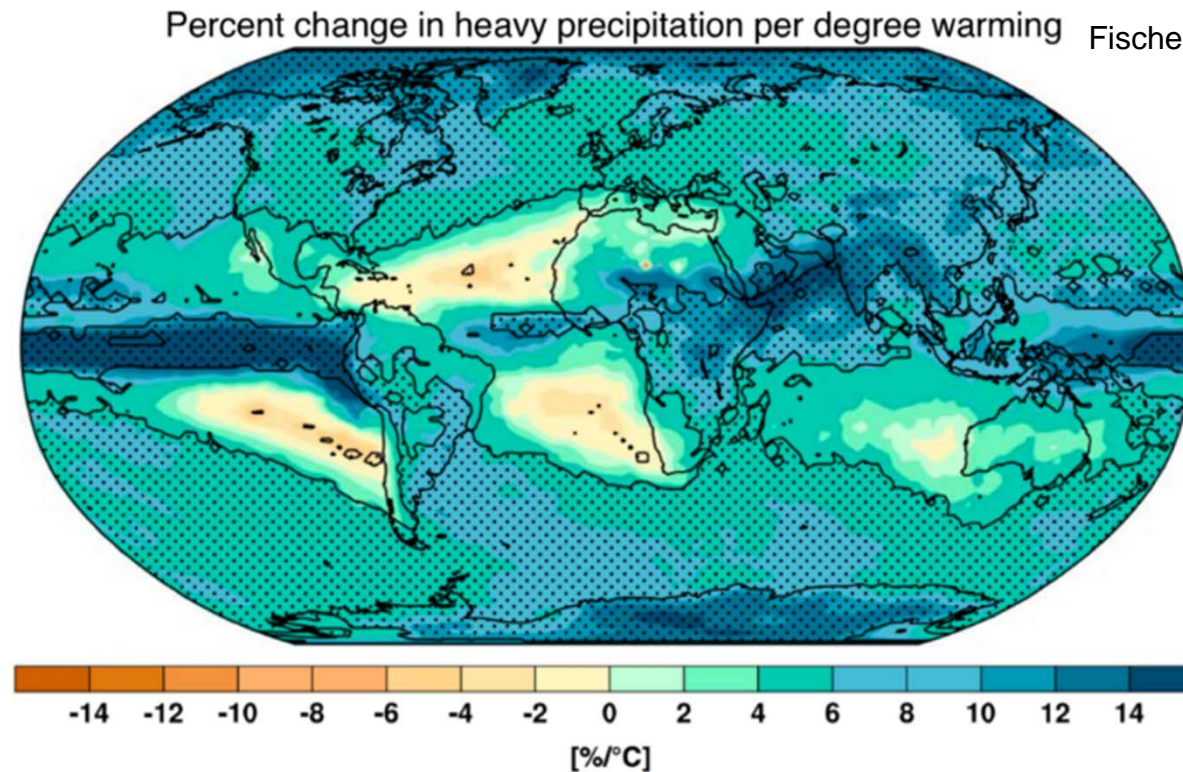 Percent change in heavy precipitation per degree warming
Fische
-14 -12 -10 -8 -6 -4 -2 0 2 4 6 8 10 12 14
[%/°C]